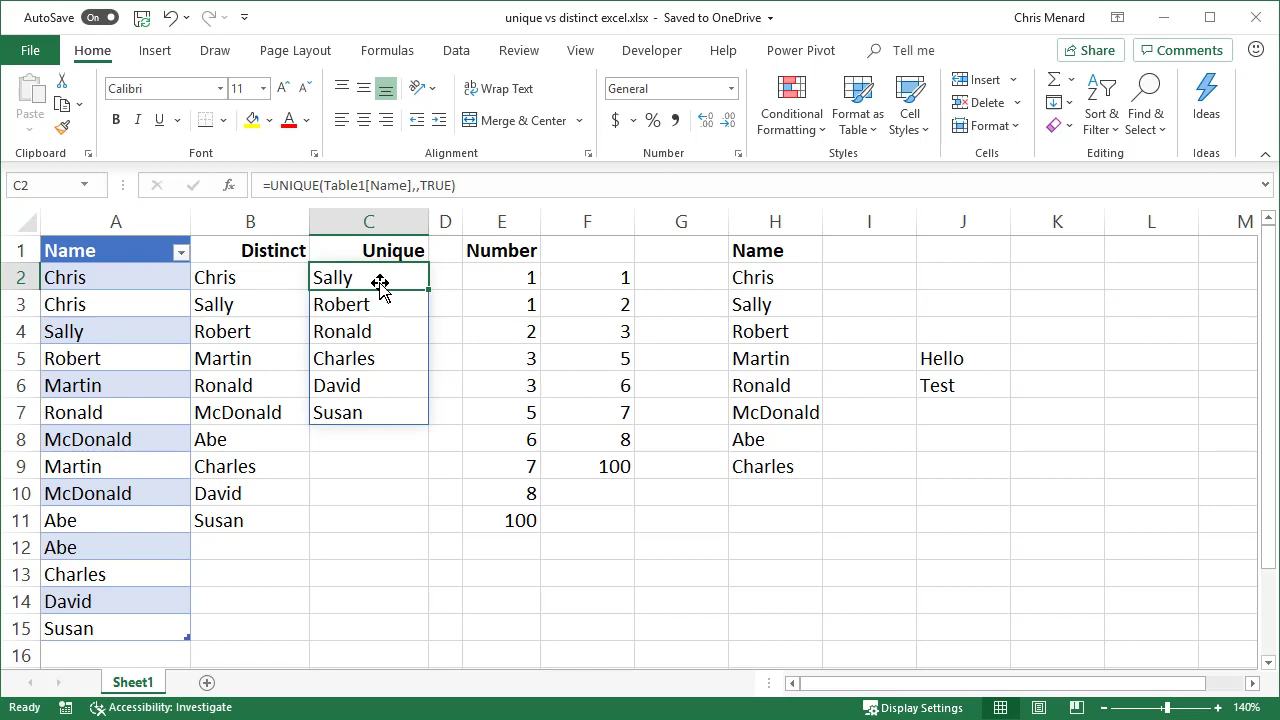 AutoSave On unique vs distinct excel.xlsx - Saved to OneDrive Chris Menard
File Home Insert Draw Page Layout Formulas Data Review View Developer Help Power Pivot Tell me Share Comments
Calibri 11 Wrap Text General Insert
Paste B I U Merge & Center $ % Conditional Formatting Format as Table Cell Styles Delete Format Sort & Filter Find & Select Ideas
Clipboard Font Alignment Number Styles Cells Editing Ideas
C2 fx =UNIQUE(Table1[Name],,TRUE)
A B C D E F G H I J K L M
1 Name Distinct Unique Number Name
2 Chris Chris Sally 1 1 Chris
3 Chris Sally Robert 1 2 Sally
4 Sally Robert Ronald 2 3 Robert
5 Robert Martin Charles 3 5 Martin Hello
6 Martin Ronald David 3 6 Ronald Test
7 Ronald McDonald Susan 5 7 McDonald
8 McDonald Abe 6 8 Abe
9 Martin Charles 7 100 Charles
10 McDonald David 8
11 Abe Susan 100
12 Abe
13 Charles
14 David
15 Susan
16
Sheet1
Ready Accessibility: Investigate Display Settings 140%